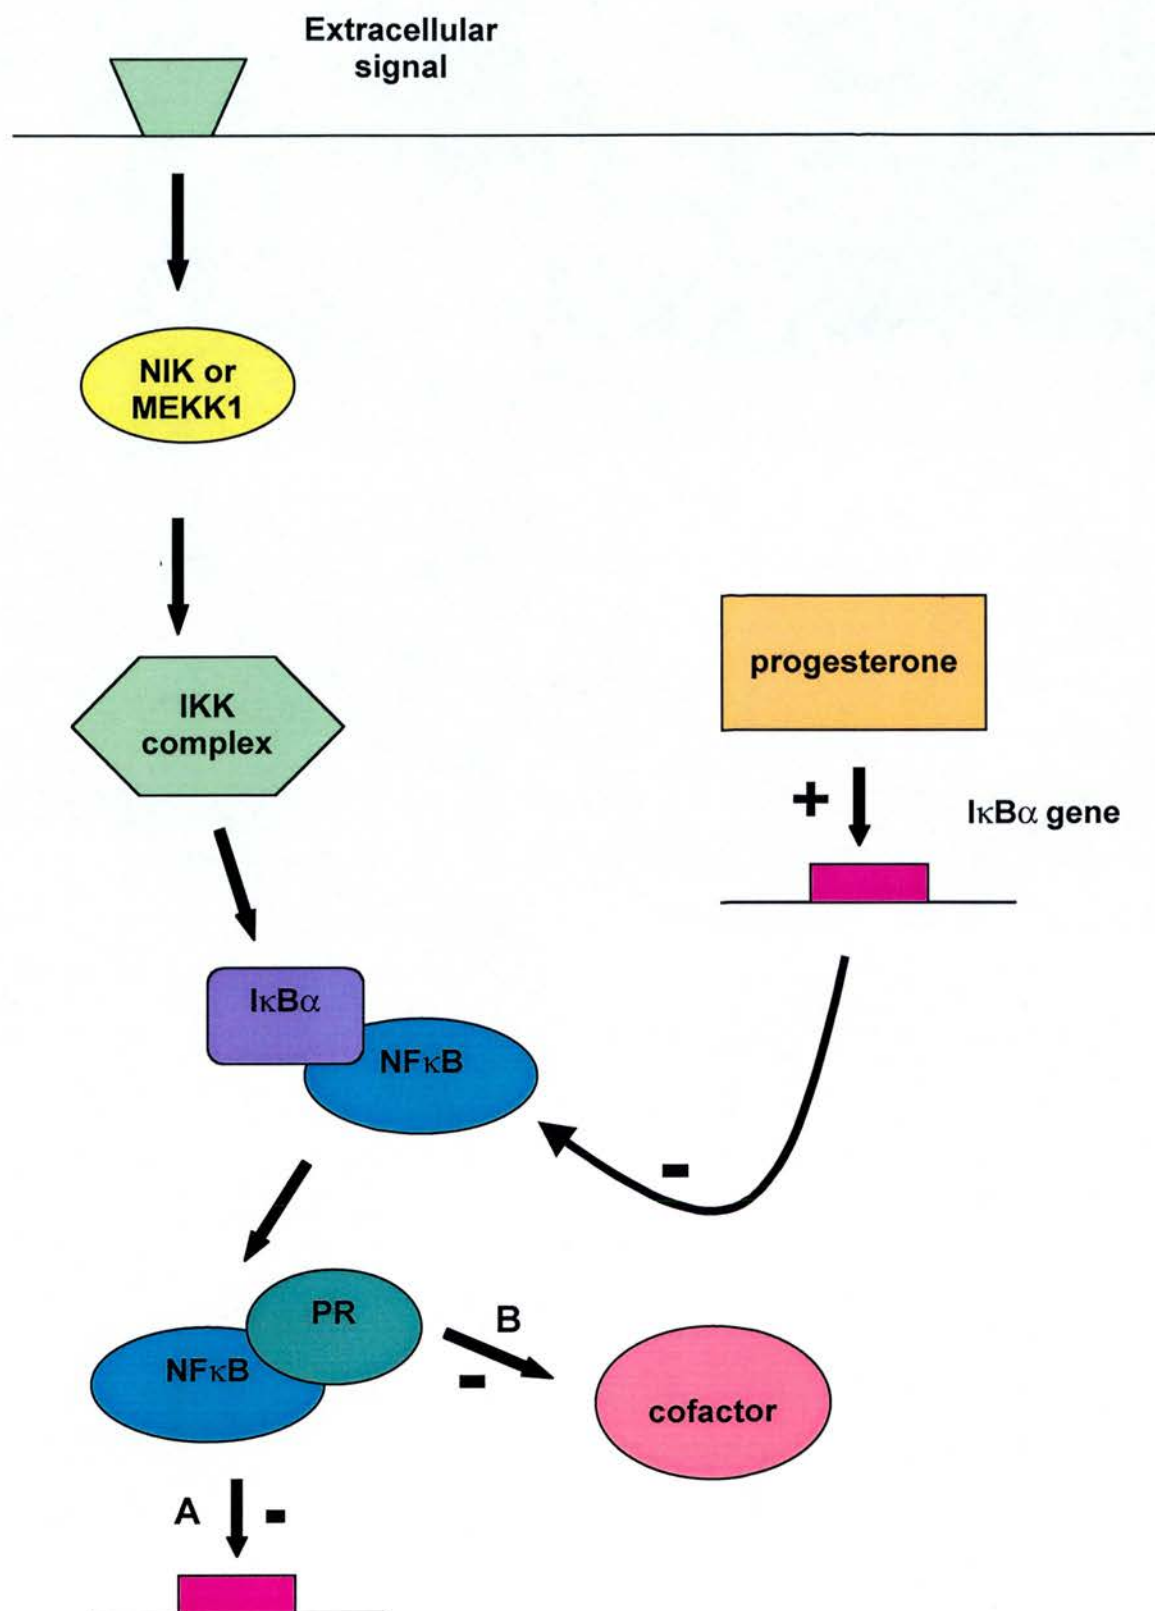 Extracellular
signal
NIK or
MEKK1
IKK
complex
progesterone
+
IκBα gene
IκBα
NFκB
-
PR
NFκB
B
-
cofactor
A
-